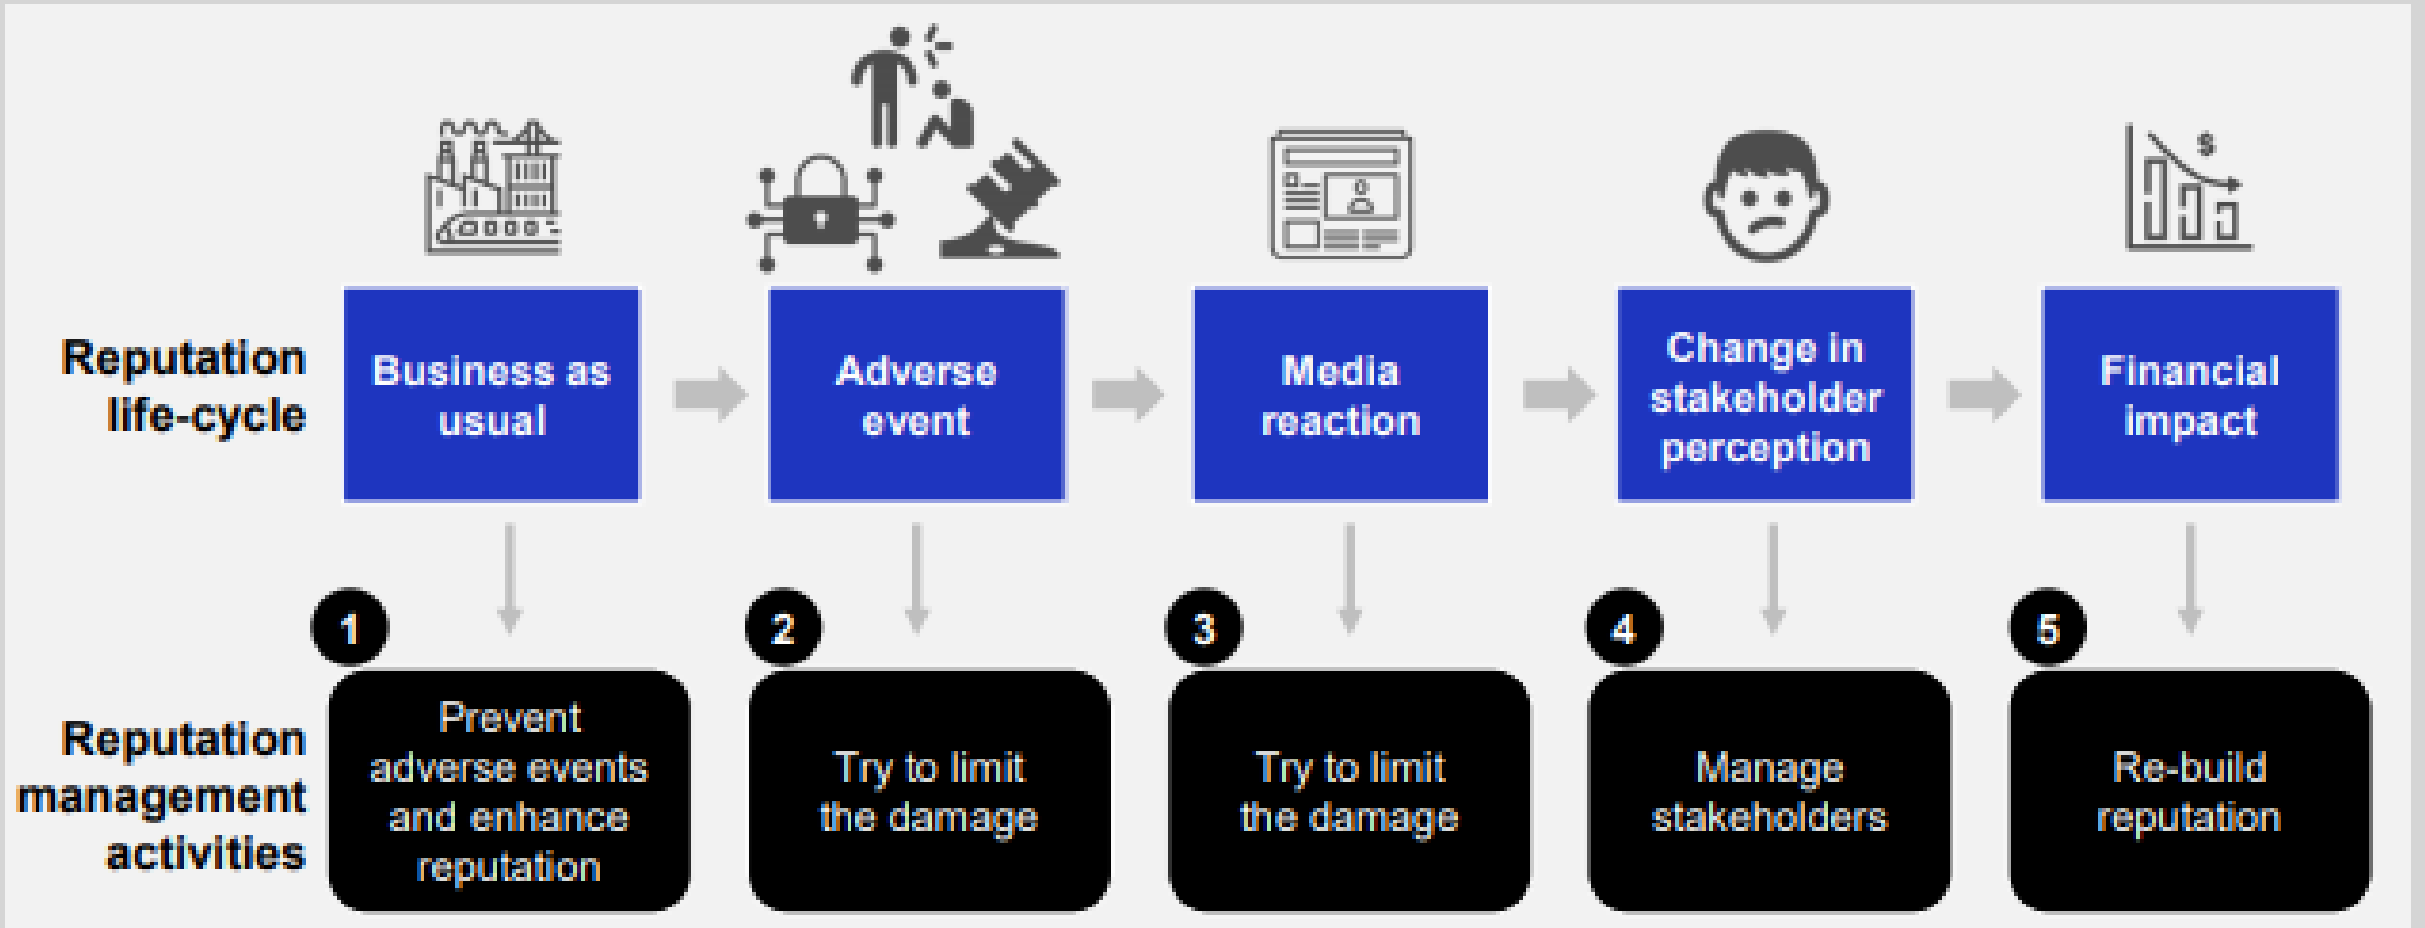 $
Reputation
life-cycle
Business as
usual
Adverse
event
Media
reaction
Change in
stakeholder
perception
Financial
impact
1
2
3
4
5
Reputation
management
activities
Prevent
adverse events
and enhance
reputation
Try to limit
the damage
Try to limit
the damage
Manage
stakeholders
Re-build
reputation